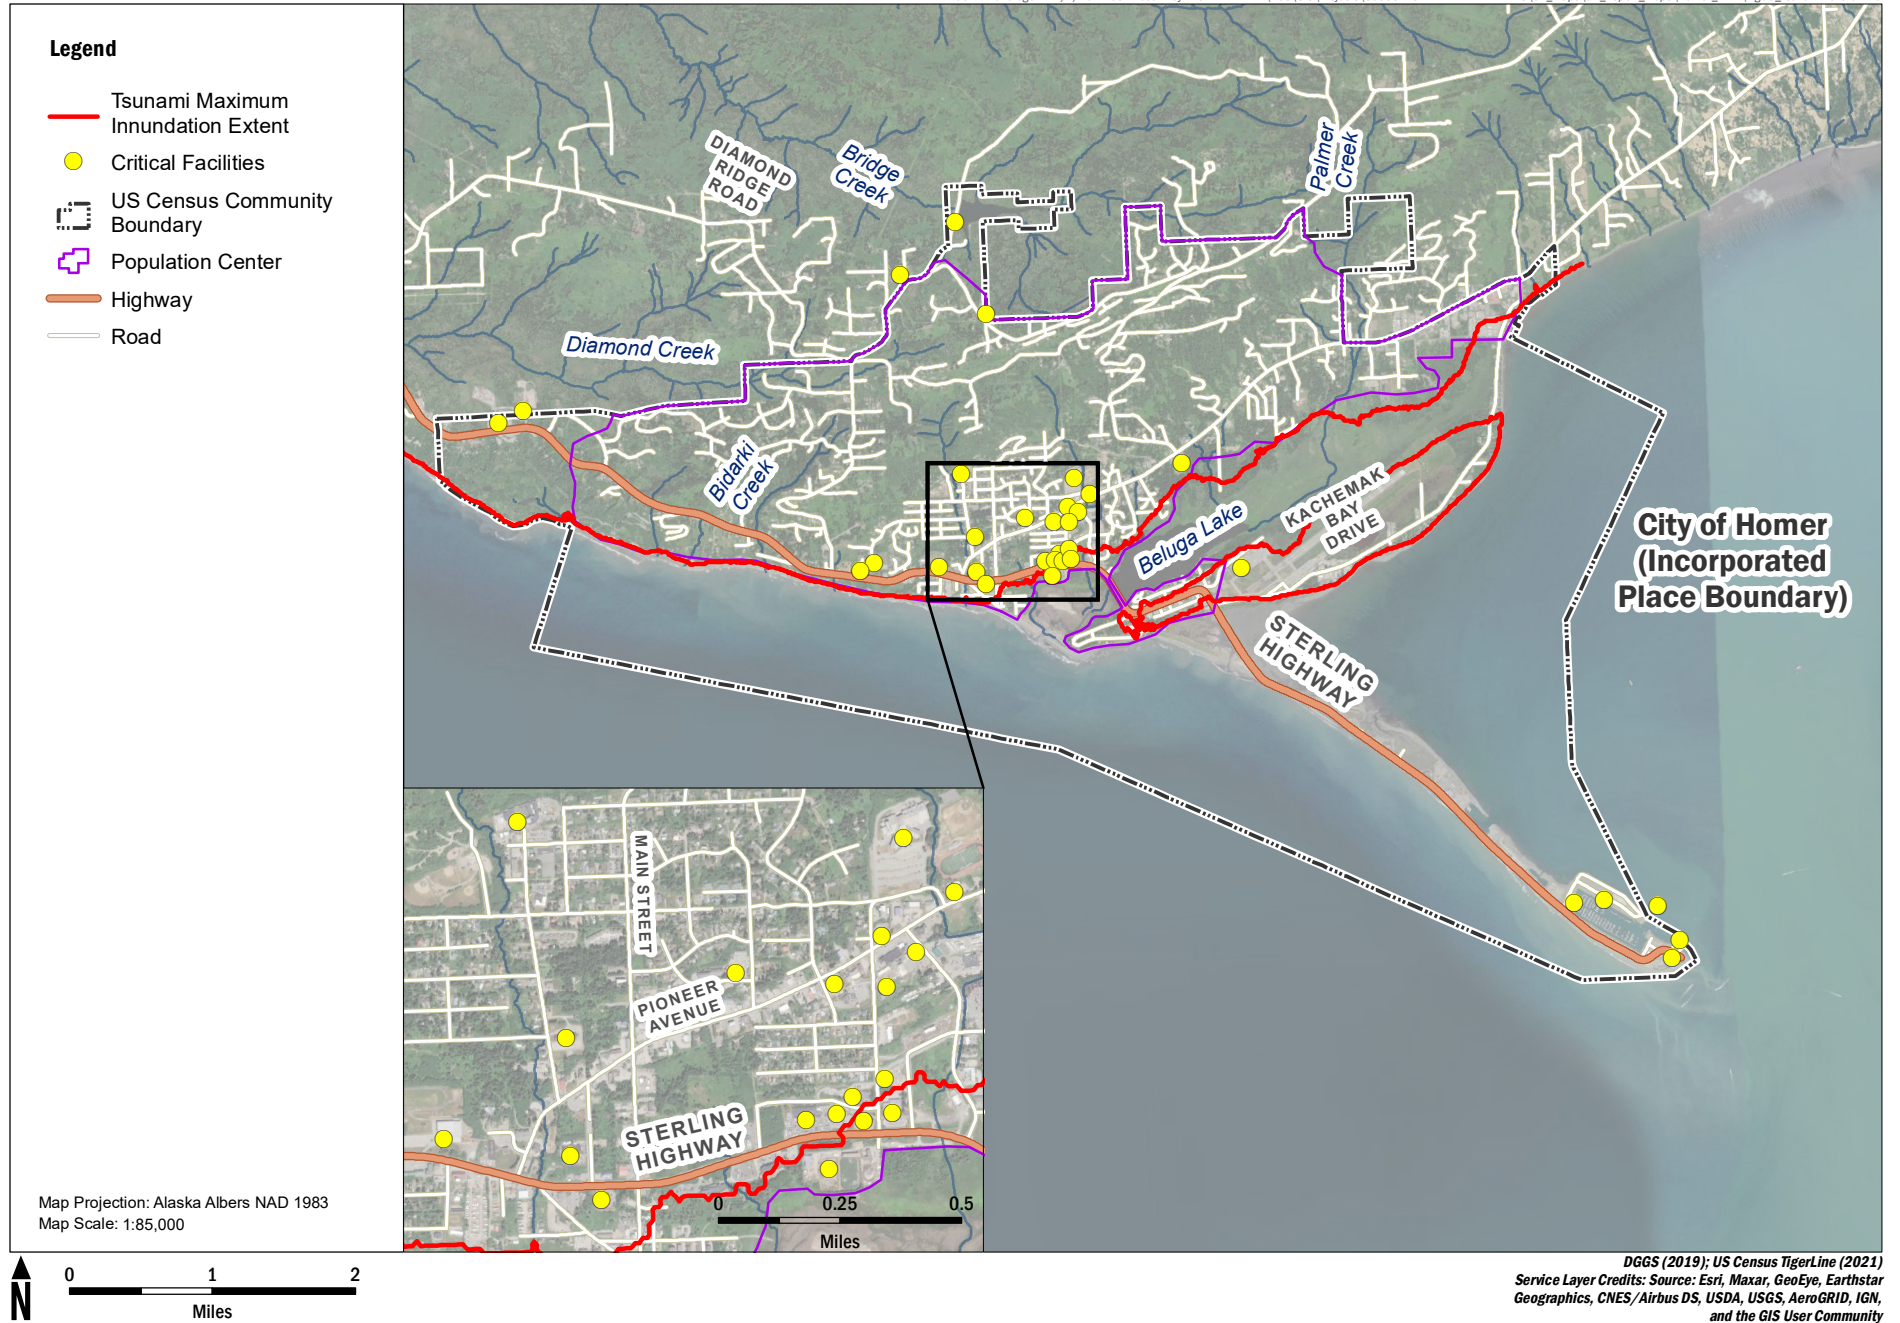 Legend
Tsunami Maximum
Innundation Extent
Critical Facilities
US Census Community
Boundary
Population Center
Highway
Road
Map Projection: Alaska Albers NAD 1983
Map Scale: 1:85,000
DIAMOND
RIDGE
ROAD
Bridge
Creek
Palmer
Creek
Diamond Creek
Bidarki
Creek
Beluga Lake
KACHEMAK
BAY
DRIVE
City of Homer
(Incorporated
Place Boundary)
STERLING
HIGHWAY
MAIN STREET
PIONEER
AVENUE
STERLING
HIGHWAY
0 0.25 0.5
Miles
N
0 1 2
Miles
DGGS (2019); US Census TigerLine (2021)
Service Layer Credits: Source: Esri, Maxar, GeoEye, Earthstar
Geographics, CNES/Airbus DS, USDA, USGS, AeroGRID, IGN,
and the GIS User Community